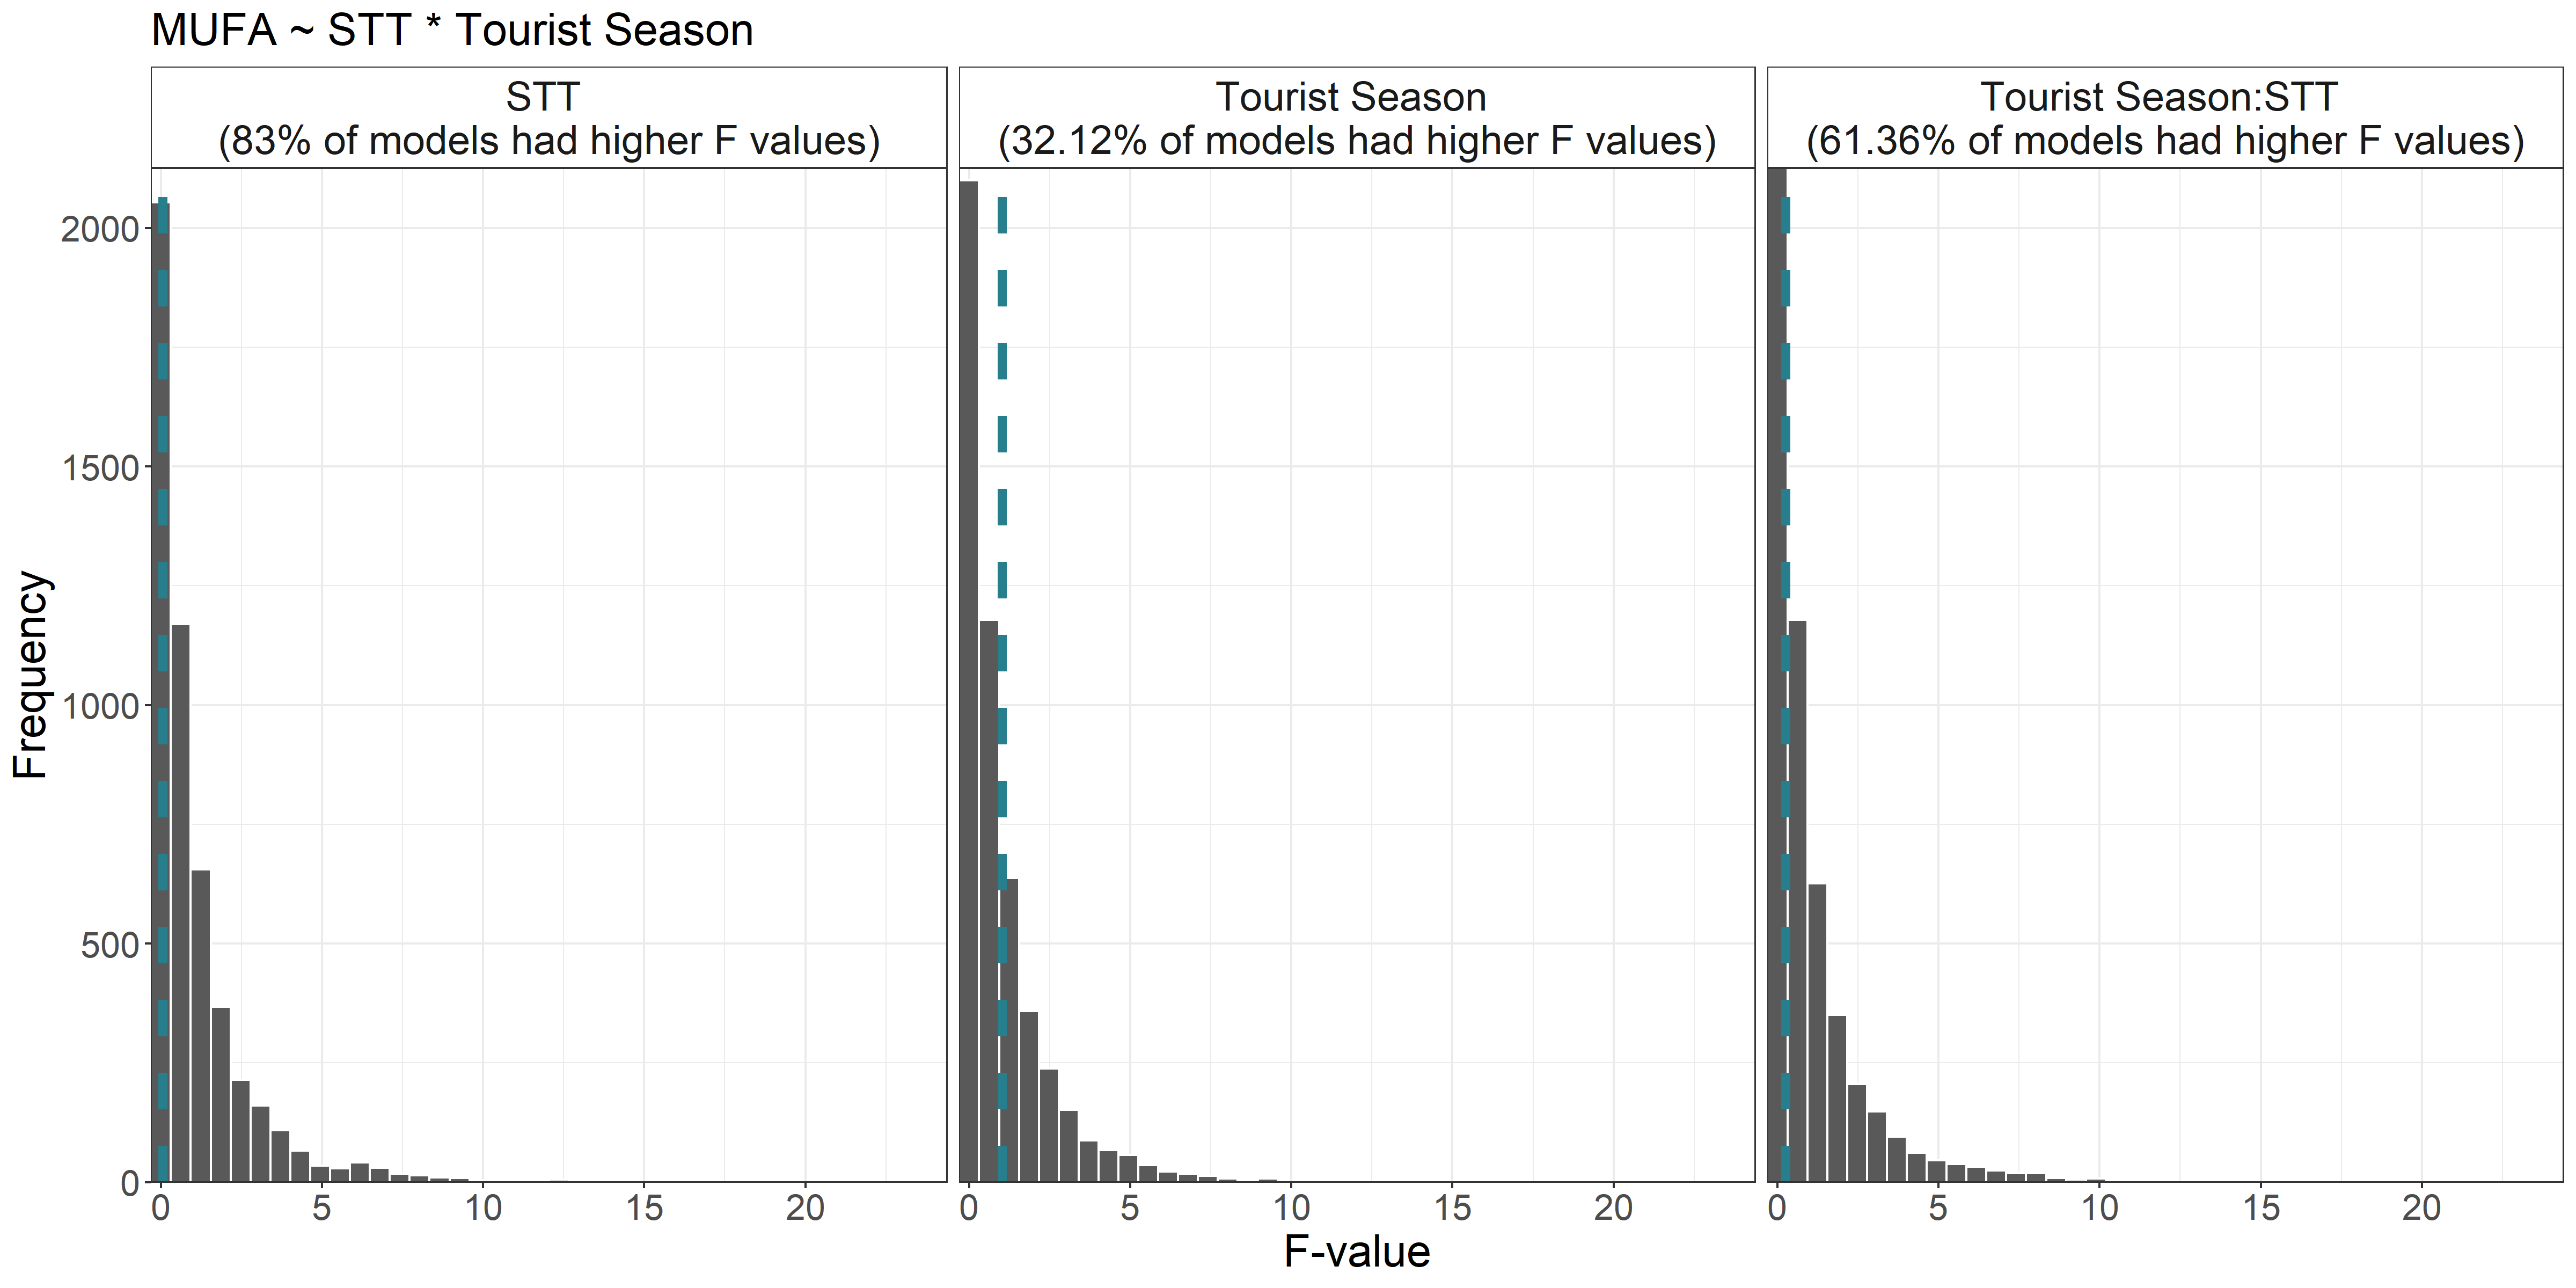 MUFA ~ STT * Tourist Season
STT
(83% of models had higher F values)
Tourist Season
(32.12% of models had higher F values)
Tourist Season:STT
(61.36% of models had higher F values)
Frequency
2000
1500
1000
500
0
0 5 10 15 20
0 5 10 15 20
0 5 10 15 20
F-value